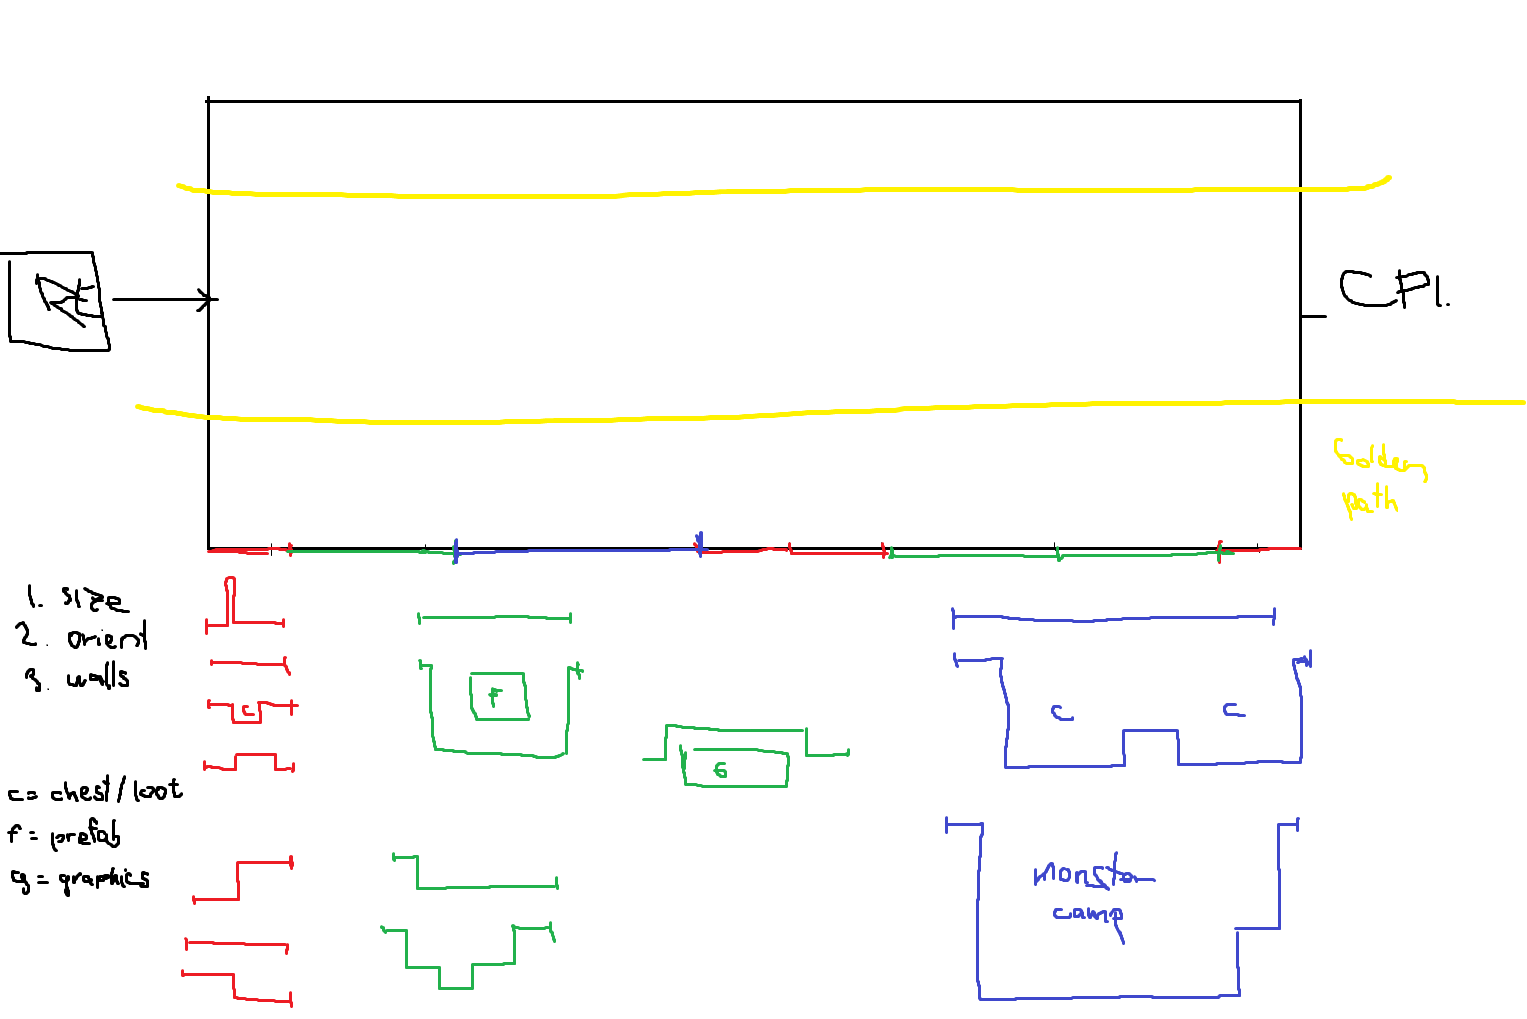 CP1.
Golden
path
1. size
2. orient
3. walls
F
C
G
C C
c= chest/loot
F = prefab
g = graphics
Monster
camp